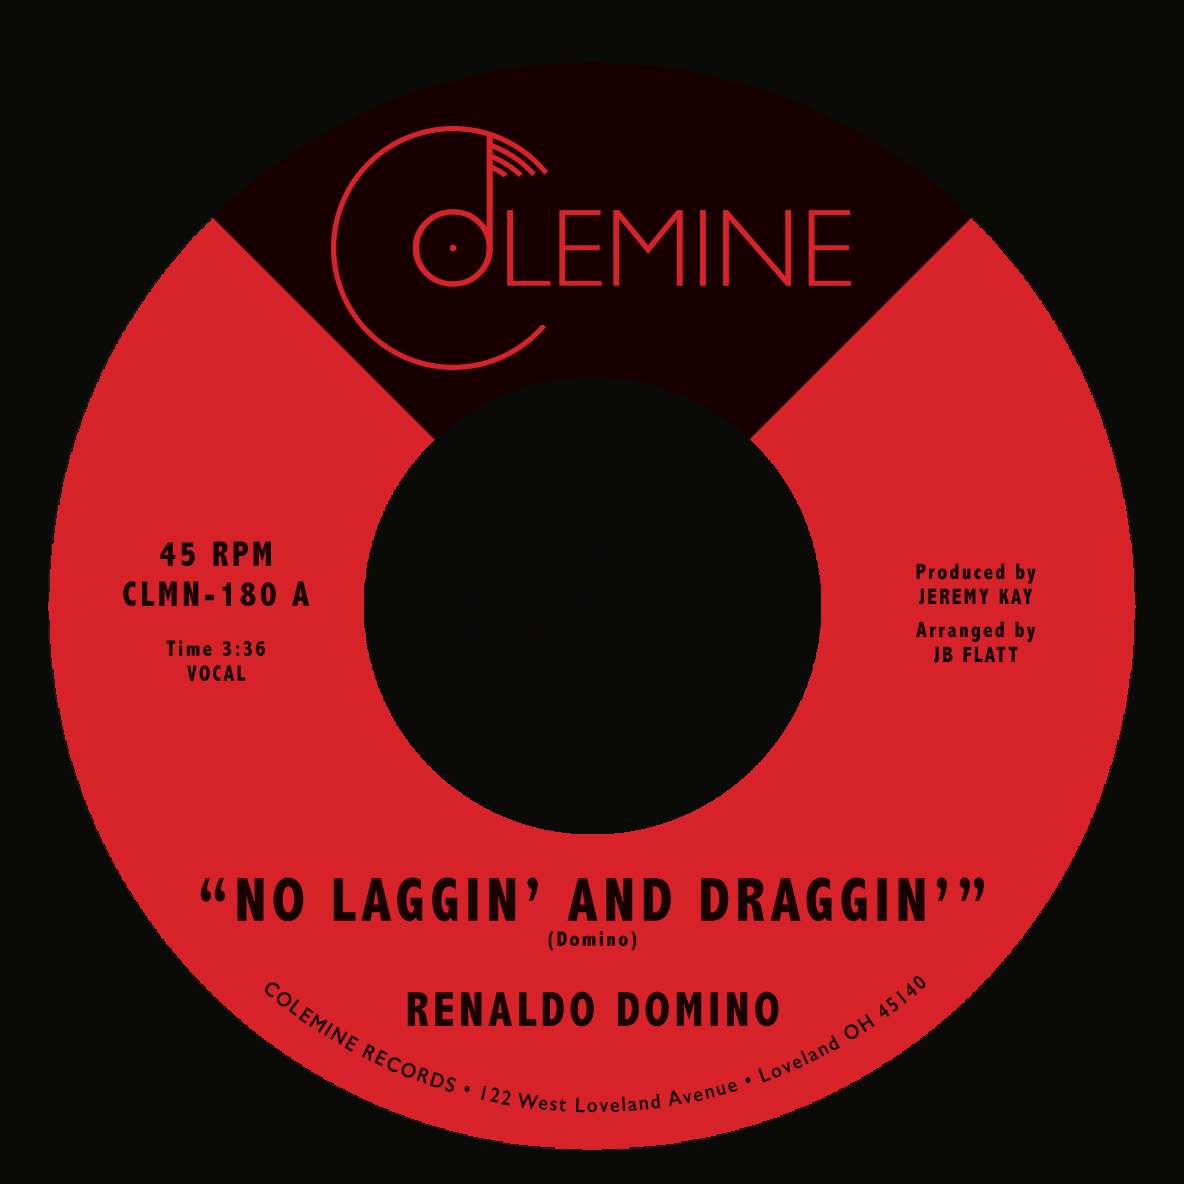 COLEMINE
45 RPM
CLMN-180 A
Time 3:36
VOCAL
Produced by
JEREMY KAY
Arranged by
JB FLATT
“NO LAGGIN’ AND DRAGGIN’”
(Domino)
RENALDO DOMINO
COLEMINE RECORDS • 122 West Loveland Avenue • Loveland OH 45140